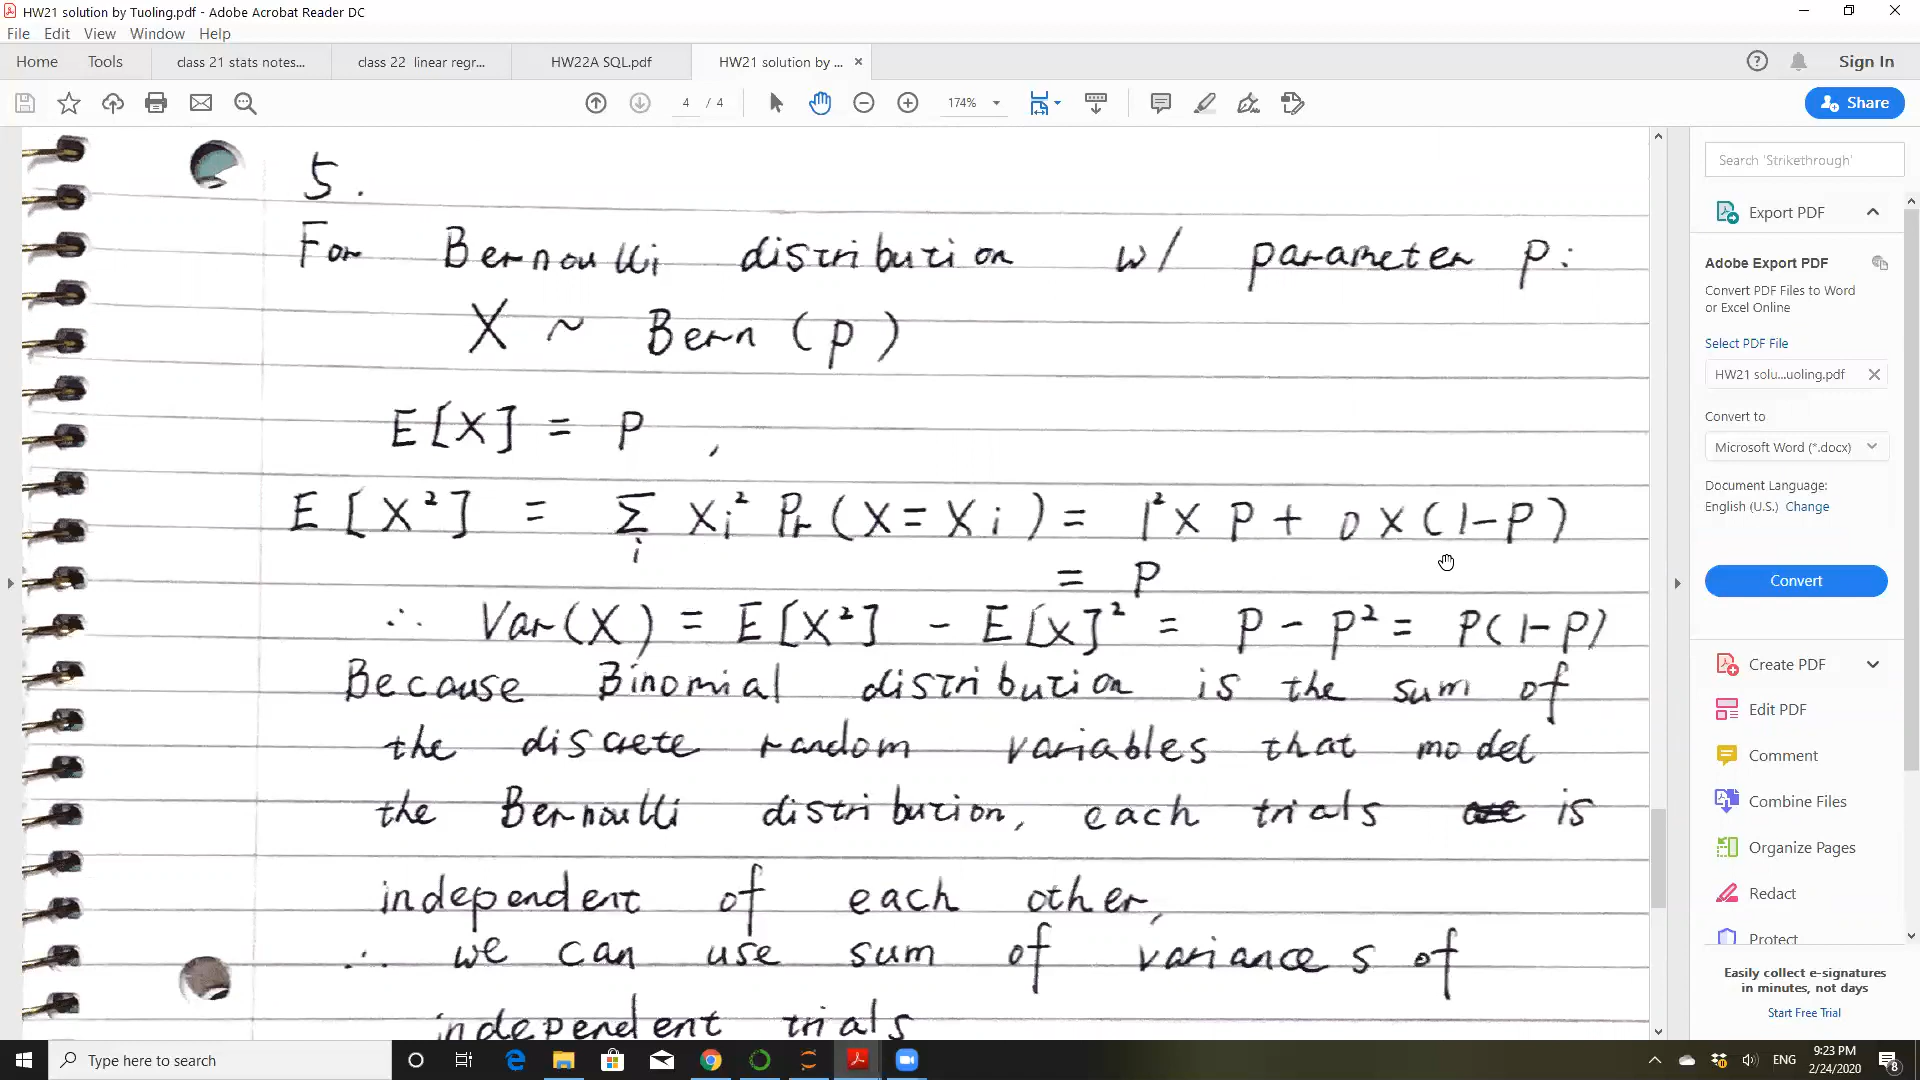 HW21 solution by Tuoling.pdf - Adobe Acrobat Reader DC
File Edit View Window Help
Home Tools class 21 stats notes... class 22 linear regr... HW22A SQL.pdf HW21 solution by ... × Sign In
4 / 4 174% Share
5.
For Bernoulli distribution w/ parameter p:
X ~ Bern (p)
E[X] = P ,
E [X²] = Σ Xi² Pr (X = Xi) = 1² X P + 0 X (1-P)
i
= P
∴ Var(X) = E[X²] - E[X]² = P - P² = P(1-P)
Because Binomial distribution is the sum of
the discrete random variables that model
the Bernoulli distribution, each trials is
independent of each other,
∴ we can use sum of variances of
independent trials
Search 'Strikethrough'
Export PDF
Adobe Export PDF
Convert PDF Files to Word
or Excel Online
Select PDF File
HW21 solu...uoling.pdf
Convert to
Microsoft Word (*.docx)
Document Language:
English (U.S.) Change
Convert
Create PDF
Edit PDF
Comment
Combine Files
Organize Pages
Redact
Protect
Easily collect e-signatures
in minutes, not days
Start Free Trial
Type here to search
ENG
9:23 PM
2/24/2020
8